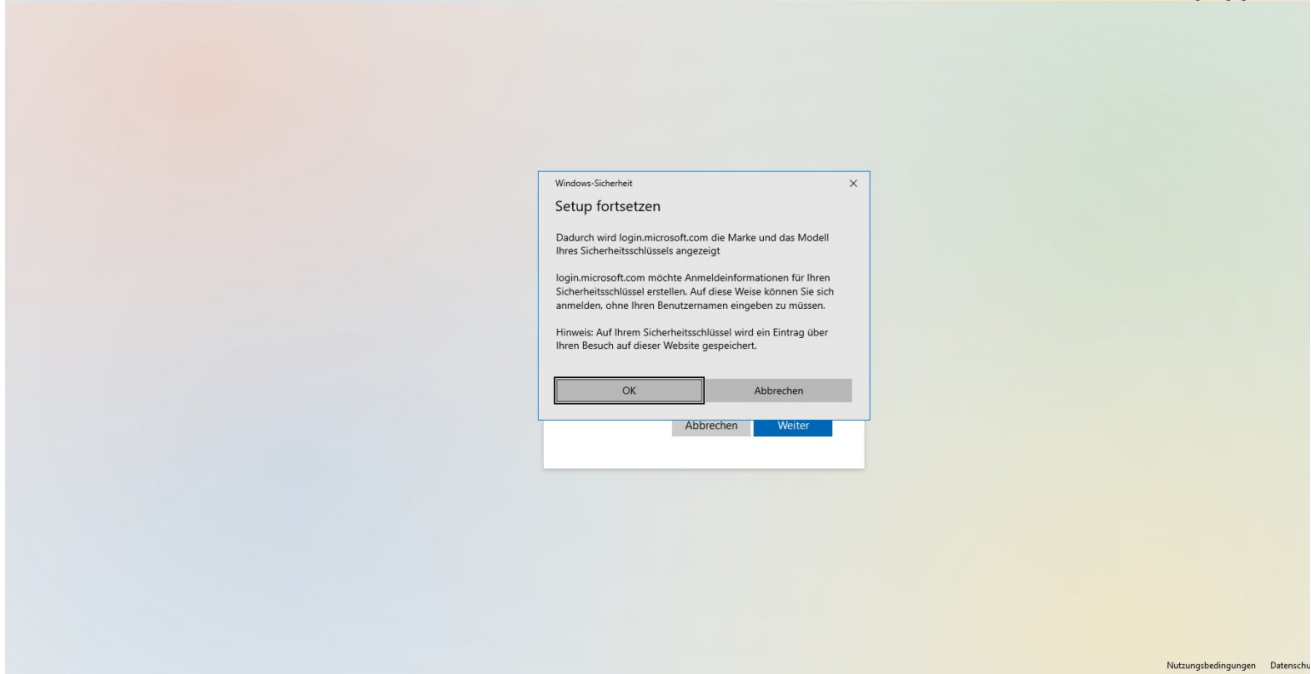 Windows-Sicherheit
Setup fortsetzen
Dadurch wird login.microsoft.com die Marke und das Modell
Ihres Sicherheitsschlüssels angezeigt
login.microsoft.com möchte Anmeldeinformationen für Ihren
Sicherheitsschlüssel erstellen. Auf diese Weise können Sie sich
anmelden, ohne Ihren Benutzernamen eingeben zu müssen.
Hinweis: Auf Ihrem Sicherheitsschlüssel wird ein Eintrag über
Ihren Besuch auf dieser Website gespeichert.
OK Abbrechen
Abbrechen Weiter
Nutzungsbedingungen Datenschu